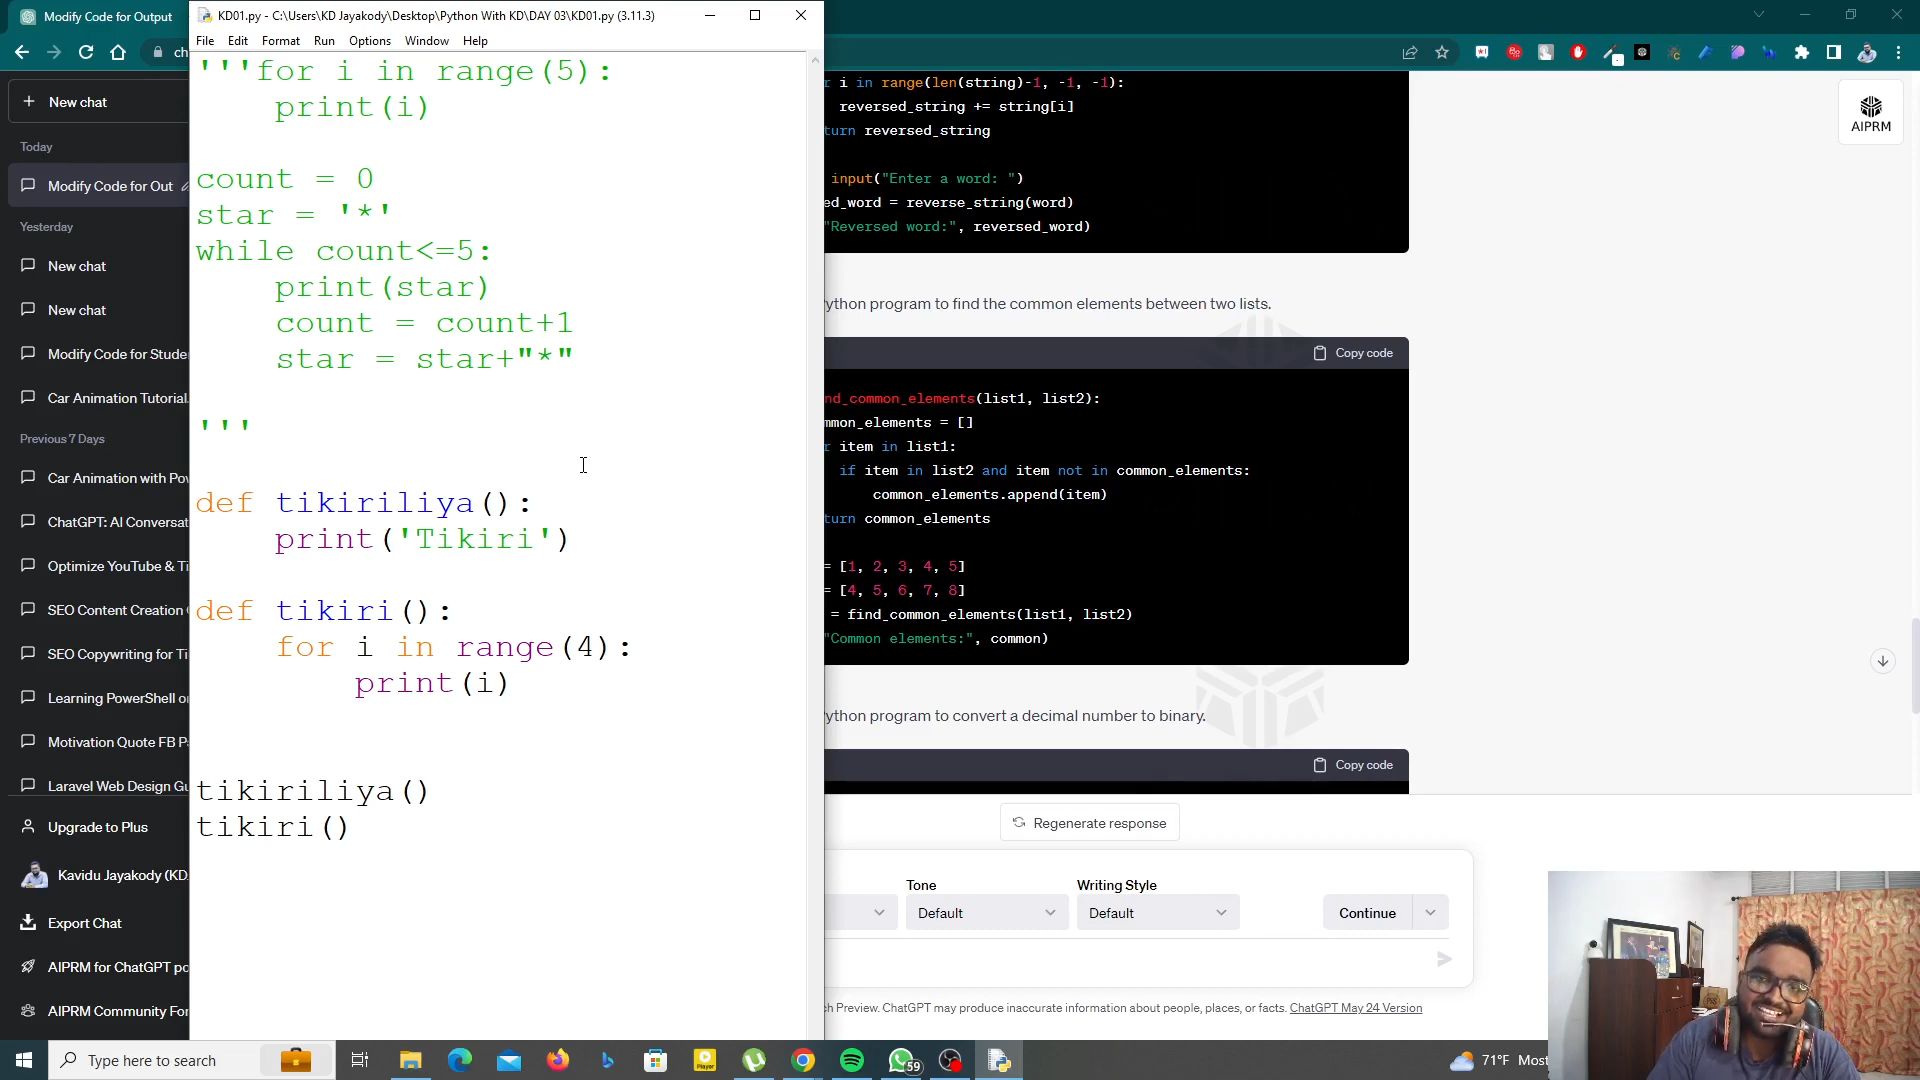 Modify Code for Output
KD01.py - C:\Users\KD Jayakody\Desktop\Python With KD\DAY 03\KD01.py (3.11.3)
File Edit Format Run Options Window Help
New chat
Today
Modify Code for Out
Yesterday
New chat
New chat
Modify Code for Stude
Car Animation Tutorial
Previous 7 Days
Car Animation with Pow
ChatGPT: AI Conversat
Optimize YouTube & Ti
SEO Content Creation
SEO Copywriting for Ti
Learning PowerShell o
Motivation Quote FB P
Laravel Web Design Gu
Upgrade to Plus
Kavidu Jayakody (KD
Export Chat
AIPRM for ChatGPT po
AIPRM Community For
'''for i in range(5):
print(i)
count = 0
star = '*'
while count<=5:
print(star)
count = count+1
star = star+"*"
'''
def tikiriliya():
print('Tikiri')
def tikiri():
for i in range(4):
print(i)
tikiriliya()
tikiri()
r i in range(len(string)-1, -1, -1):
reversed_string += string[i]
turn reversed_string
input("Enter a word: ")
ed_word = reverse_string(word)
"Reversed word:", reversed_word)
ython program to find the common elements between two lists.
Copy code
nd_common_elements(list1, list2):
mmon_elements = []
r item in list1:
if item in list2 and item not in common_elements:
common_elements.append(item)
turn common_elements
= [1, 2, 3, 4, 5]
= [4, 5, 6, 7, 8]
= find_common_elements(list1, list2)
"Common elements:", common)
ython program to convert a decimal number to binary.
Copy code
Regenerate response
Tone
Default
Writing Style
Default
Continue
ch Preview. ChatGPT may produce inaccurate information about people, places, or facts. ChatGPT May 24 Version
AIPRM
Type here to search
Player
59
71°F Most